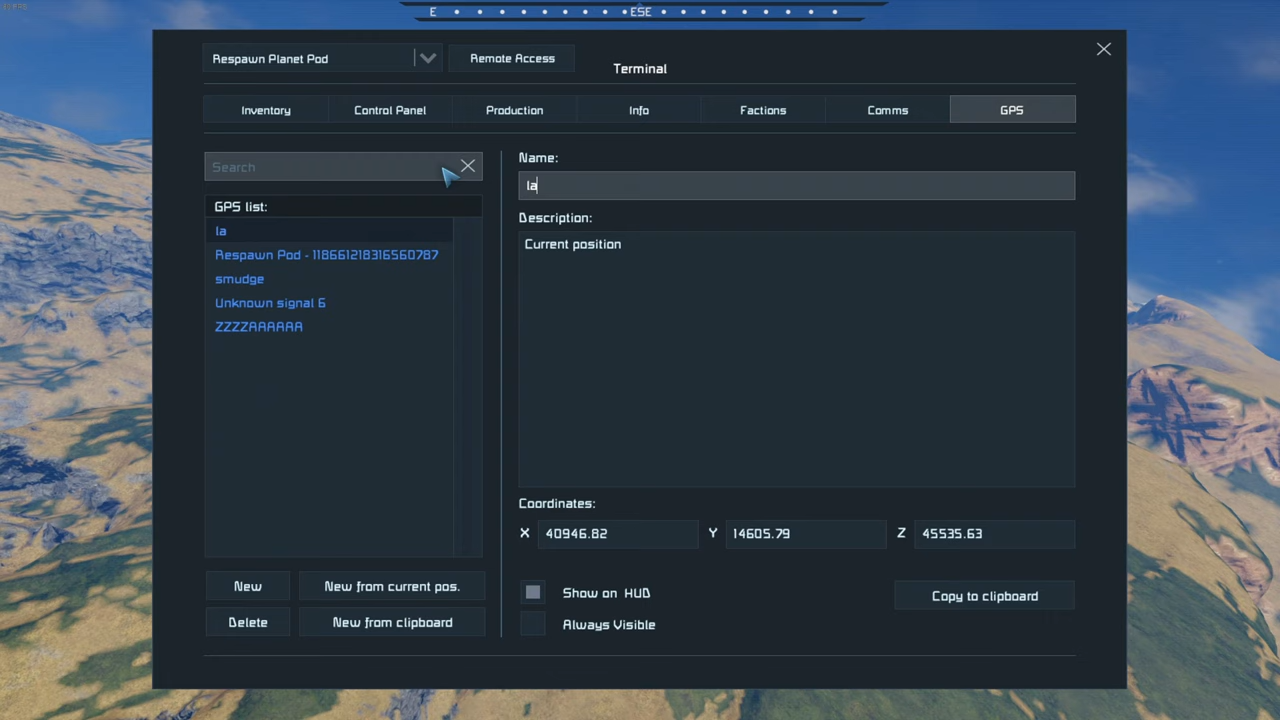 E ESE
Respawn Planet Pod Remote Access
Terminal
Inventory Control Panel Production Info Factions Comms GPS
Search
GPS list:
la
Respawn Pod - 118661218316560787
smudge
Unknown signal 6
ZZZZAAAAAA
New New from current pos.
Delete New from clipboard
Name:
la
Description:
Current position
Coordinates:
X 40946.82 Y 14605.79 Z 45535.63
Show on HUD
Always Visible
Copy to clipboard